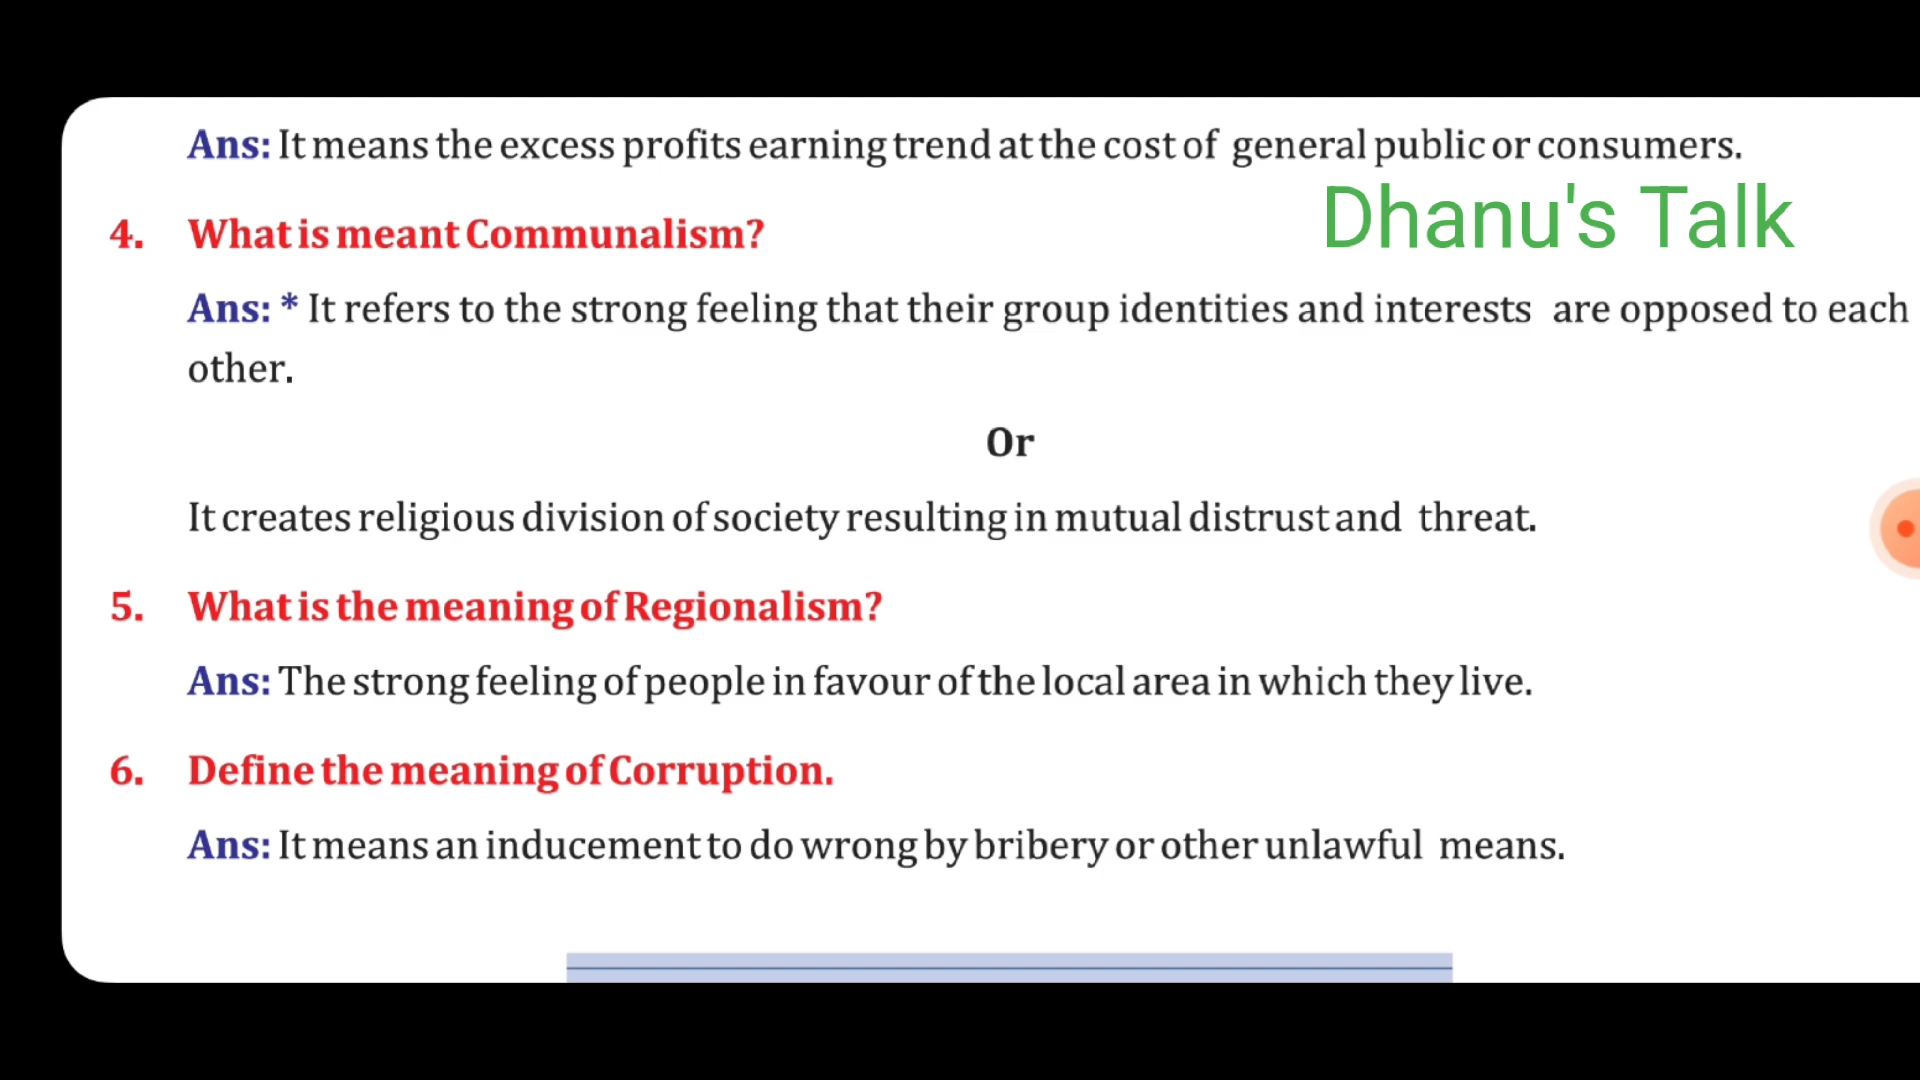 Ans: It means the excess profits earning trend at the cost of general public or consumers.
Dhanu's Talk
4. What is meant Communalism?
Ans: * It refers to the strong feeling that their group identities and interests are opposed to each
other.
Or
It creates religious division of society resulting in mutual distrust and threat.
5. What is the meaning of Regionalism?
Ans: The strong feeling of people in favour of the local area in which they live.
6. Define the meaning of Corruption.
Ans: It means an inducement to do wrong by bribery or other unlawful means.